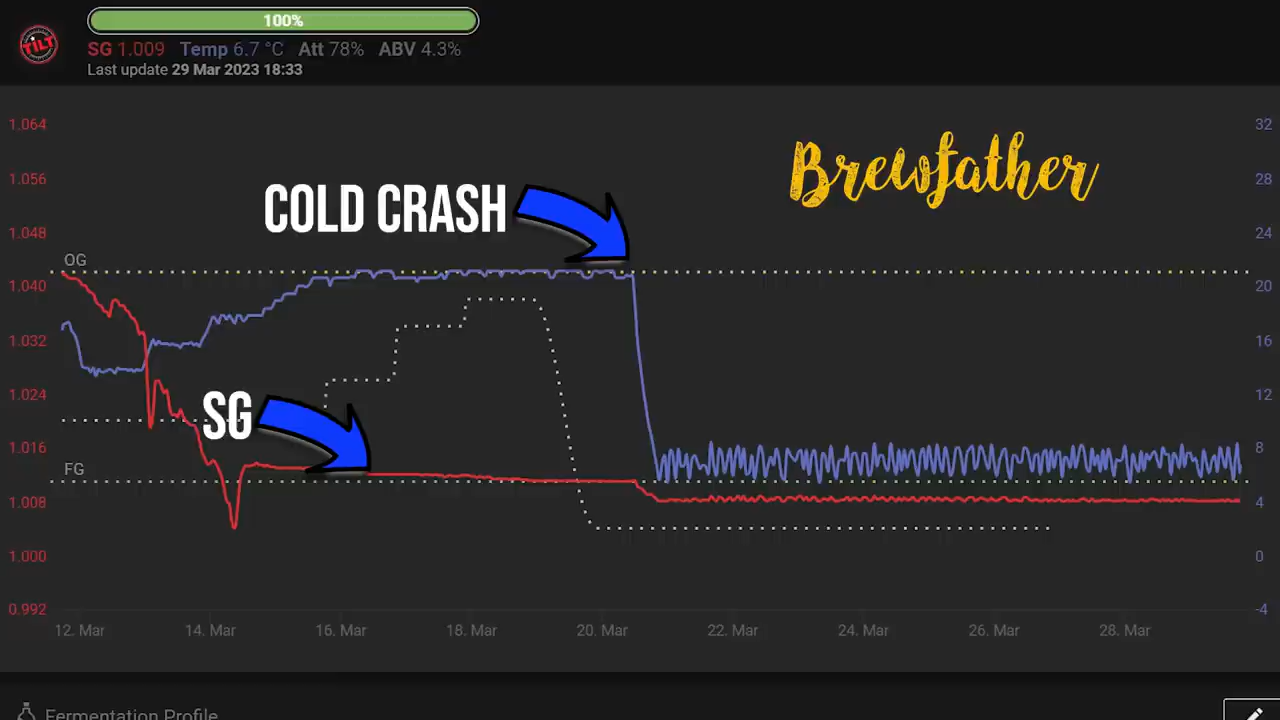 100%
TILT
SG 1.009 Temp 6.7 °C Att 78% ABV 4.3%
Last update 29 Mar 2023 18:33
1.064 32
Brewfather
1.056 28
COLD CRASH
1.048 24
OG
1.040 20
1.032 16
1.024 12
SG
1.016 8
FG
1.008 4
1.000 0
0.992 -4
12. Mar 14. Mar 16. Mar 18. Mar 20. Mar 22. Mar 24. Mar 26. Mar 28. Mar
Fermentation Profile